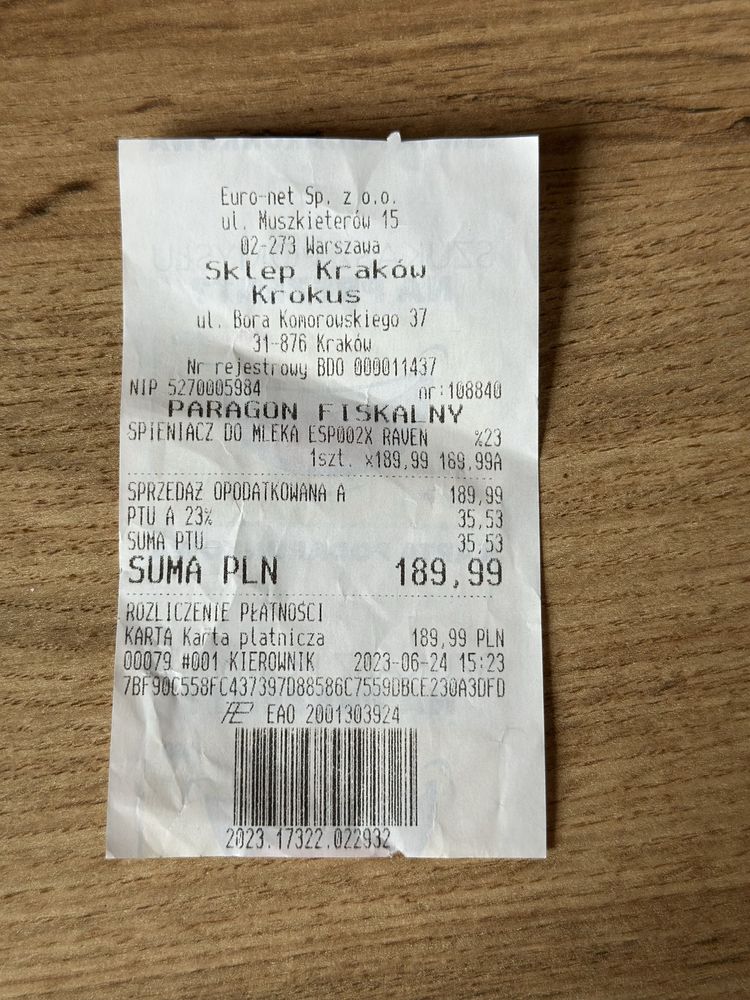 Euro-net Sp. z o.o.
ul. Muszkieterów 15
02-273 Warszawa
Sklep Kraków
Krokus
ul. Bora Komorowskiego 37
31-876 Kraków
Nr rejestrowy BDO 000011437
NIP 5270005984 nr:108840
PARAGON FISKALNY
SPIENIACZ DO MLEKA ESP002X RAVEN %23
1szt. x189,99 189,99A
SPRZEDAŻ OPODATKOWANA A 189,99
PTU A 23% 35,53
SUMA PTU 35,53
SUMA PLN 189,99
ROZLICZENIE PŁATNOŚCI
KARTA Karta płatnicza 189,99 PLN
00079 #001 KIEROWNIK 2023-06-24 15:23
7BF90C558FC437397D88586C7559DBCE230A3DFD
EAO 2001303924
2023.17322.022932